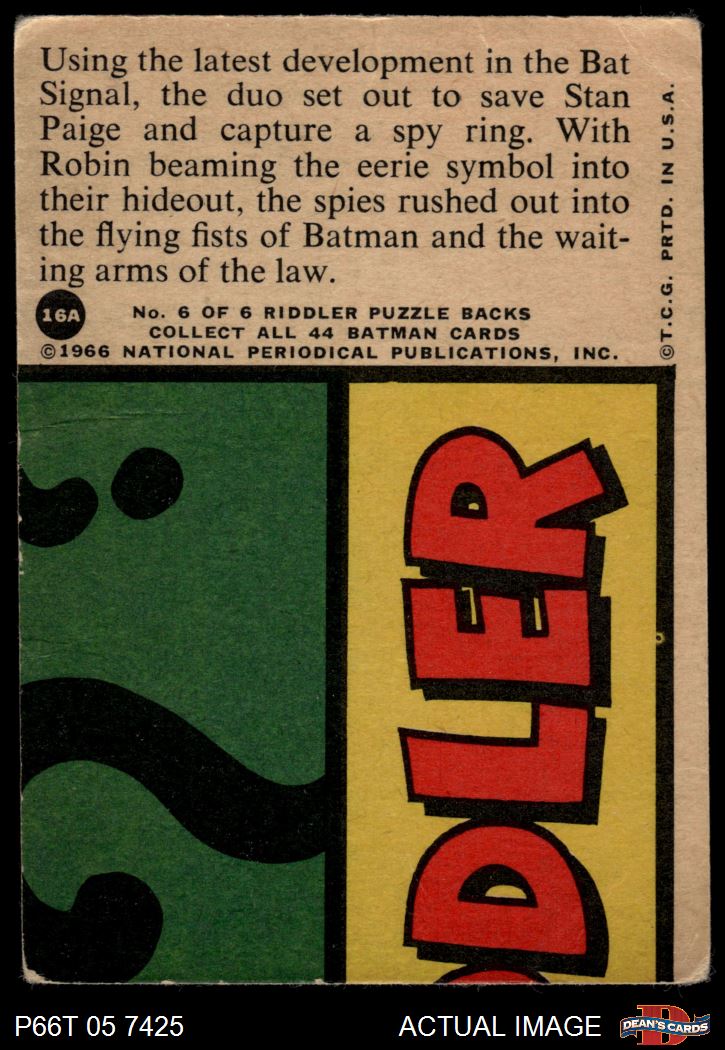 Using the latest development in the Bat
Signal, the duo set out to save Stan
Paige and capture a spy ring. With
Robin beaming the eerie symbol into
their hideout, the spies rushed out into
the flying fists of Batman and the wait-
ing arms of the law.
16A
No. 6 OF 6 RIDDLER PUZZLE BACKS
COLLECT ALL 44 BATMAN CARDS
©1966 NATIONAL PERIODICAL PUBLICATIONS, INC.
©T.C.G. PRTD. IN U.S.A.
DLER
P66T 05 7425
ACTUAL IMAGE
D
DEAN'S CARDS